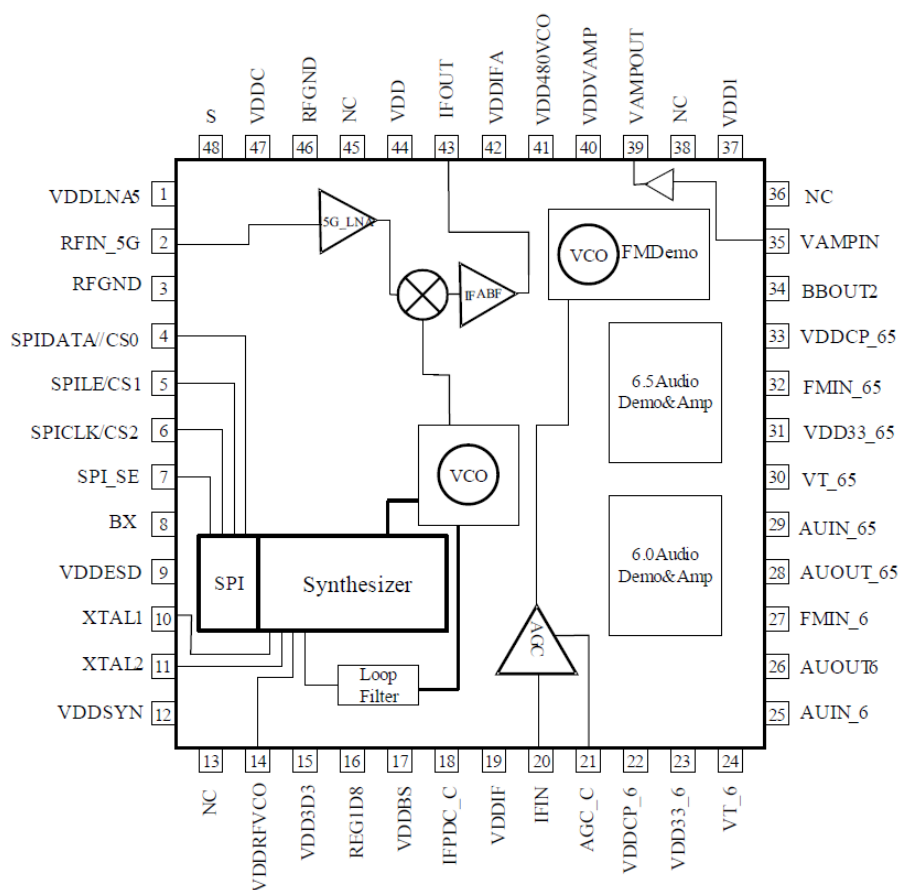 S
VDDC
RFGND
NC
VDD
IFOUT
VDDIFA
VDD480VCO
VDDVAMP
VAMPOUT
NC
VDD1
48
47
46
45
44
43
42
41
40
39
38
37
VDDLNA5
1
RFIN_5G
2
RFGND
3
SPIDATA//CS0
4
SPILE/CS1
5
SPICLK/CS2
6
SPI_SE
7
BX
8
VDDESD
9
XTAL1
10
XTAL2
11
VDDSYN
12
5G_LNA
IFABF
VCO
FMDemo
6.5Audio
Demo&Amp
VCO
6.0Audio
Demo&Amp
SPI
Synthesizer
AGC
Loop
Filter
36
NC
35
VAMPIN
34
BBOUT2
33
VDDCP_65
32
FMIN_65
31
VDD33_65
30
VT_65
29
AUIN_65
28
AUOUT_65
27
FMIN_6
26
AUOUT6
25
AUIN_6
13
14
15
16
17
18
19
20
21
22
23
24
NC
VDDRFVCO
VDD3D3
REG1D8
VDDBS
IFPDC_C
VDDIF
IFIN
AGC_C
VDDCP_6
VDD33_6
VT_6